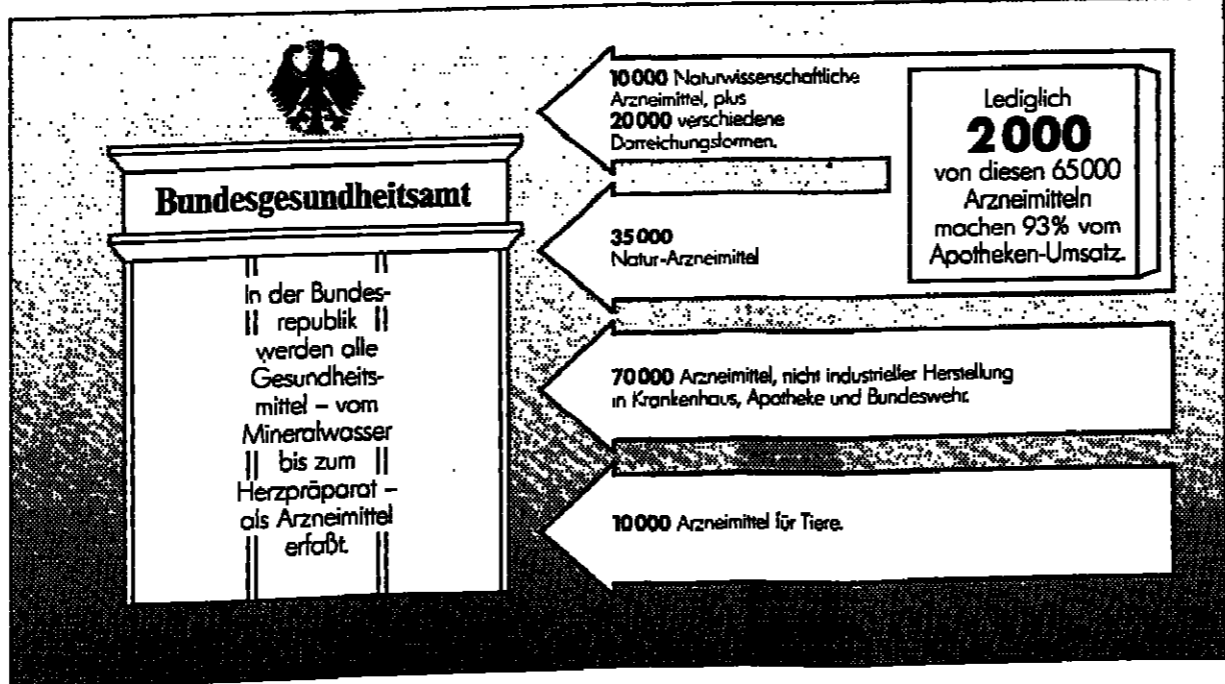 Bundesgesundheitsamt
In der Bundes-
republik
werden alle
Gesundheits-
mittel – vom
Mineralwasser
bis zum
Herzpräparat –
als Arzneimittel
erfaßt.
10000 Naturwissenschaftliche
Arzneimittel, plus
20000 verschiedene
Darreichungsformen.
35000
Natur-Arzneimittel
Lediglich
2000
von diesen 65000
Arzneimitteln
machen 93% vom
Apotheken-Umsatz.
70000 Arzneimittel, nicht industrieller Herstellung
in Krankenhaus, Apotheke und Bundeswehr.
10000 Arzneimittel für Tiere.